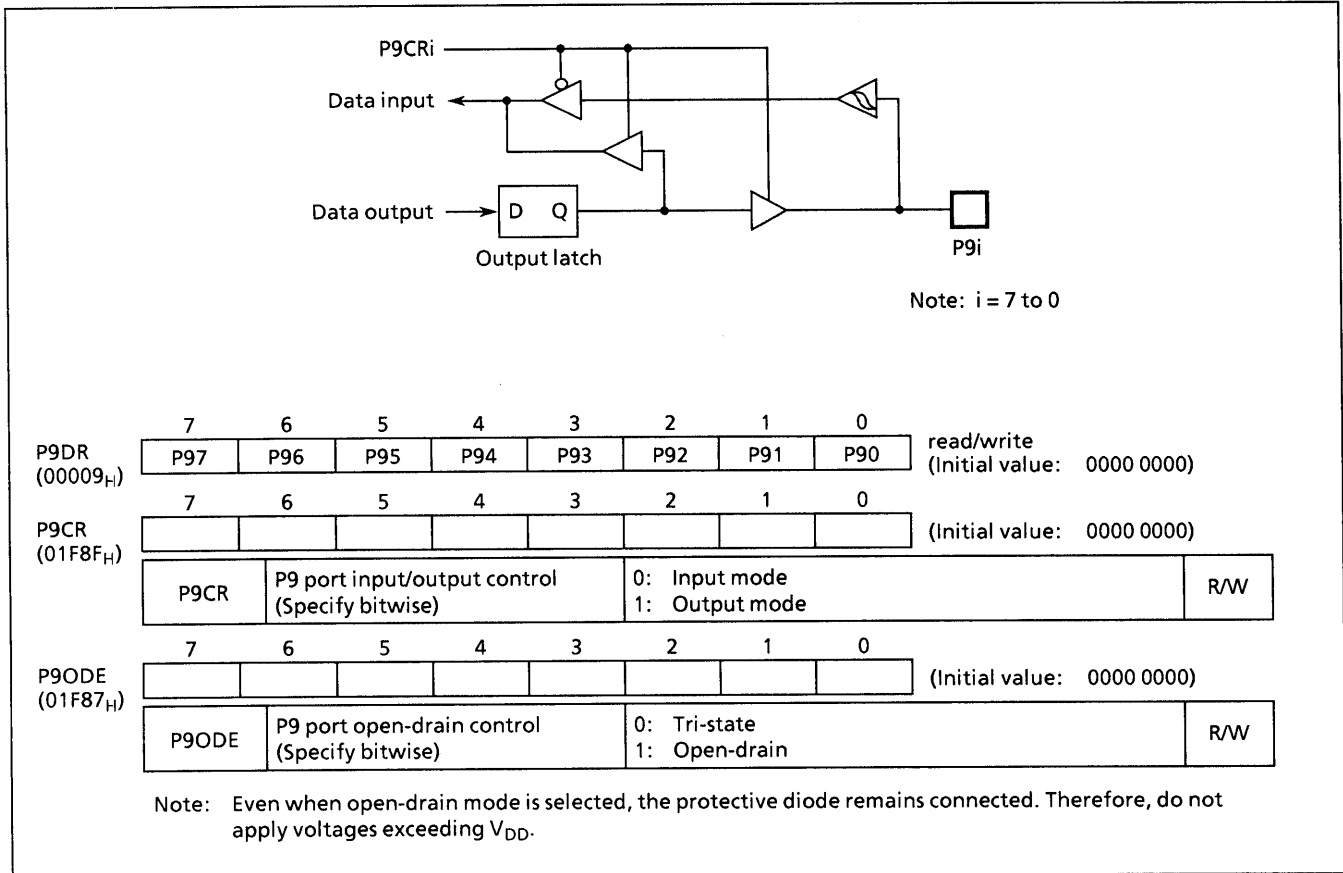 P9CRi
Data input
Data output
D Q
Output latch
P9i
Note: i = 7 to 0
7 6 5 4 3 2 1 0
P9DR
(00009H)
P97 P96 P95 P94 P93 P92 P91 P90
read/write
(Initial value: 0000 0000)
7 6 5 4 3 2 1 0
P9CR
(01F8FH)
(Initial value: 0000 0000)
P9CR
P9 port input/output control
(Specify bitwise)
0: Input mode
1: Output mode
R/W
7 6 5 4 3 2 1 0
P9ODE
(01F87H)
(Initial value: 0000 0000)
P9ODE
P9 port open-drain control
(Specify bitwise)
0: Tri-state
1: Open-drain
R/W
Note: Even when open-drain mode is selected, the protective diode remains connected. Therefore, do not
apply voltages exceeding VDD.